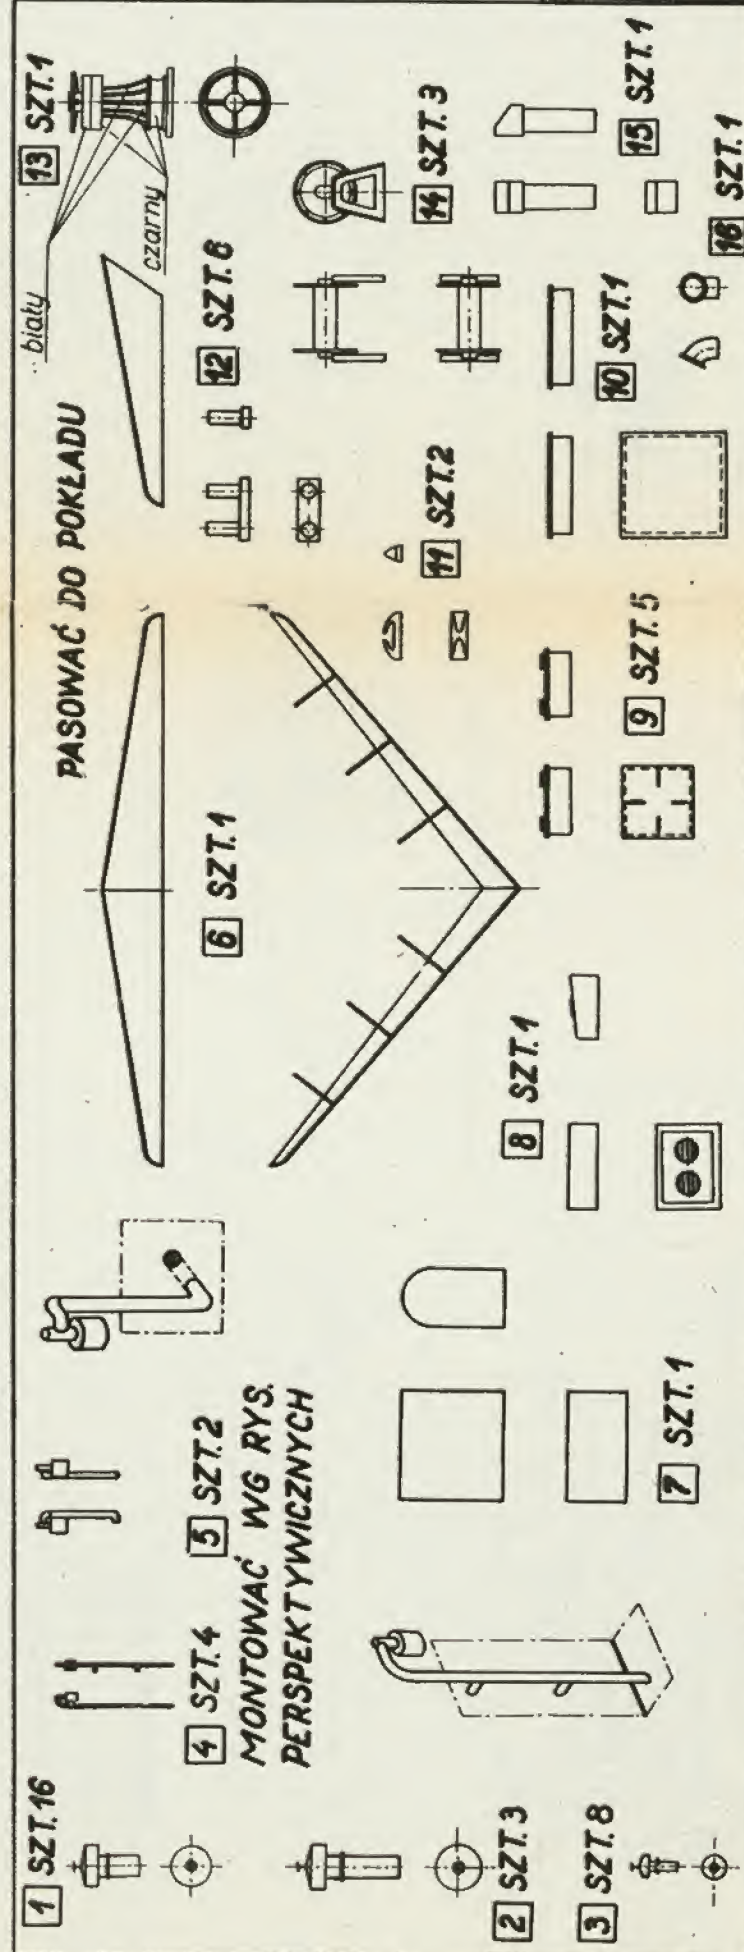 1 SZT.16
2 SZT.3
3 SZT.8
4 SZT.4
5 SZT.2
MONTOWAĆ WG RYS.
PERSPEKTYWICZNYCH
6 SZT.1
PASOWAĆ DO POKŁADU
7 SZT.1
8 SZT.1
9 SZT.5
10 SZT.1
11 SZT.2
12 SZT.6
13 SZT.1
biały
czarny
14 SZT.3
15 SZT.1
16 SZT.1